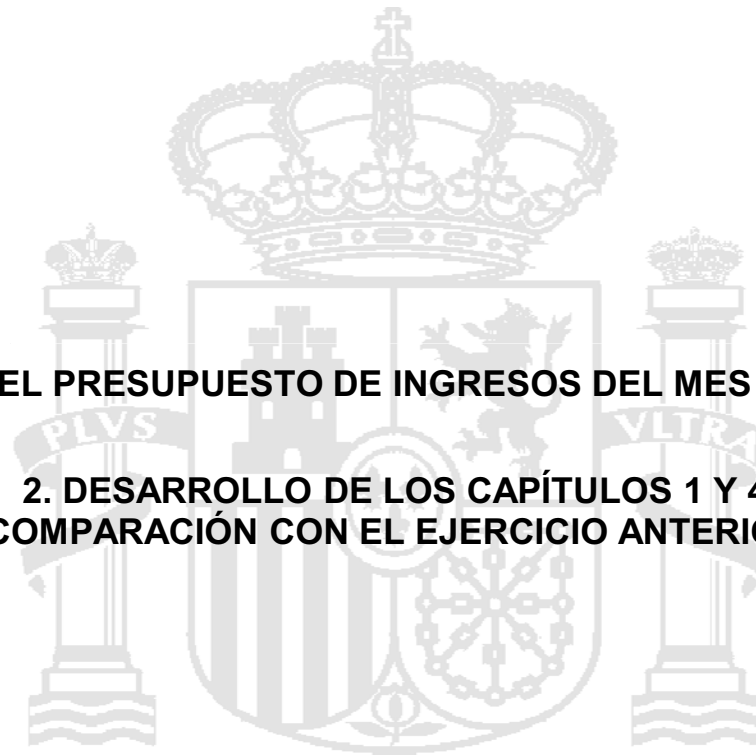 EL PRESUPUESTO DE INGRESOS DEL MES
PLVS
VLTRA
2. DESARROLLO DE LOS CAPÍTULOS 1 Y 4
COMPARACIÓN CON EL EJERCICIO ANTERIO